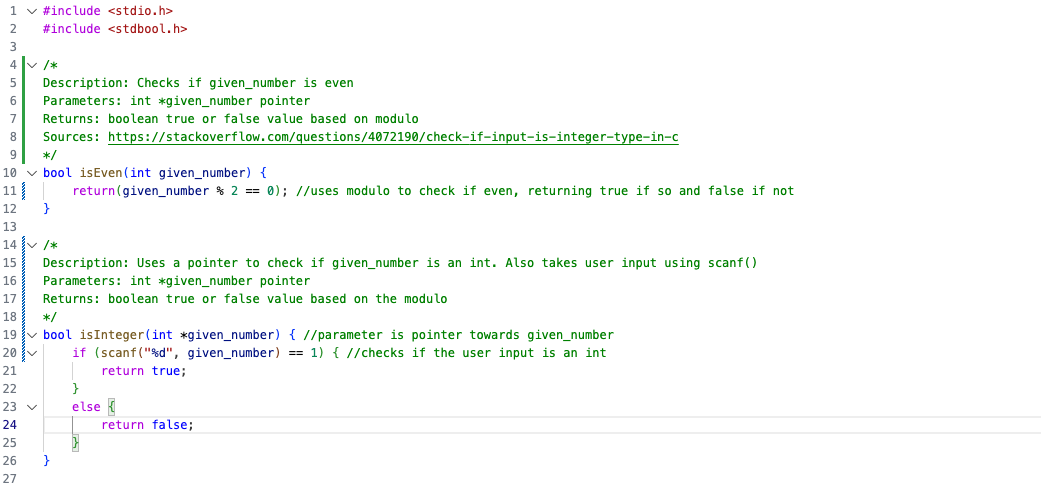 1 #include <stdio.h>
2 #include <stdbool.h>
3
4 /*
5 Description: Checks if given_number is even
6 Parameters: int *given_number pointer
7 Returns: boolean true or false value based on modulo
8 Sources: https://stackoverflow.com/questions/4072190/check-if-input-is-integer-type-in-c
9 */
10 bool isEven(int given_number) {
11     return(given_number % 2 == 0); //uses modulo to check if even, returning true if so and false if not
12 }
13
14 /*
15 Description: Uses a pointer to check if given_number is an int. Also takes user input using scanf()
16 Parameters: int *given_number pointer
17 Returns: boolean true or false value based on the modulo
18 */
19 bool isInteger(int *given_number) { //parameter is pointer towards given_number
20     if (scanf("%d", given_number) == 1) { //checks if the user input is an int
21         return true;
22     }
23     else {
24         return false;
25     }
26 }
27